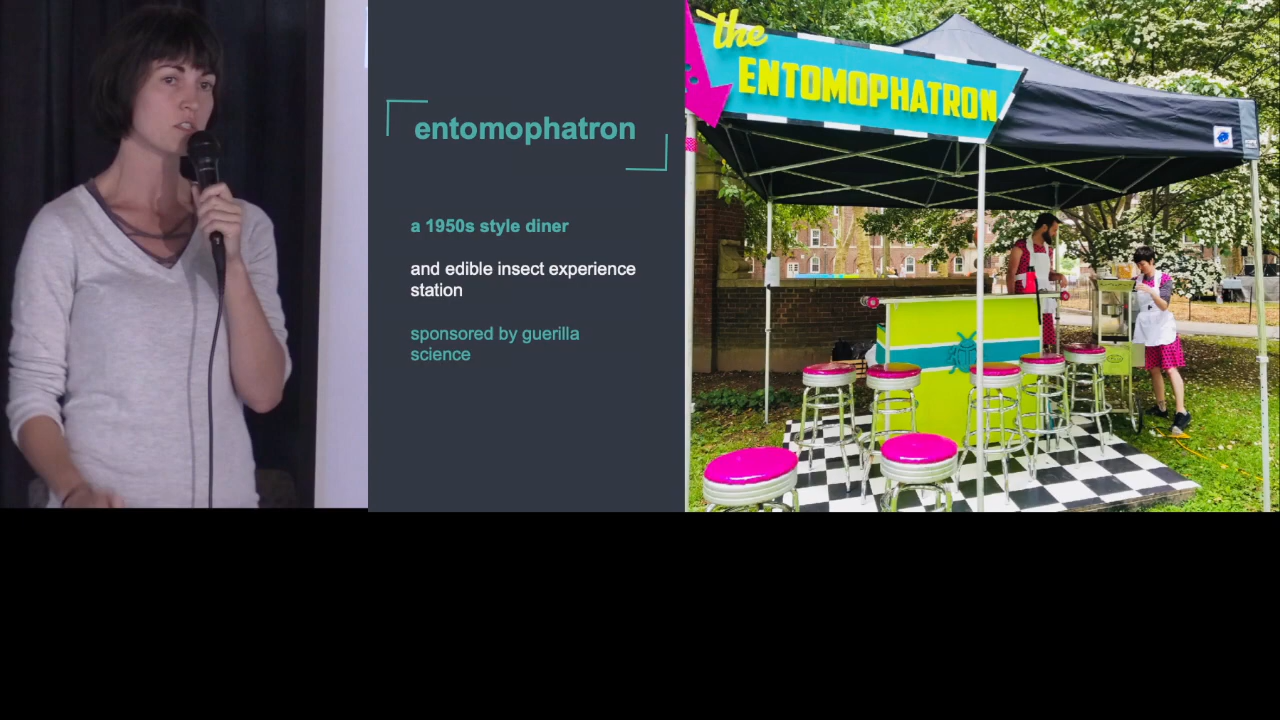 entomophatron
a 1950s style diner
and edible insect experience
station
sponsored by guerilla
science
the
ENTOMOPHATRON